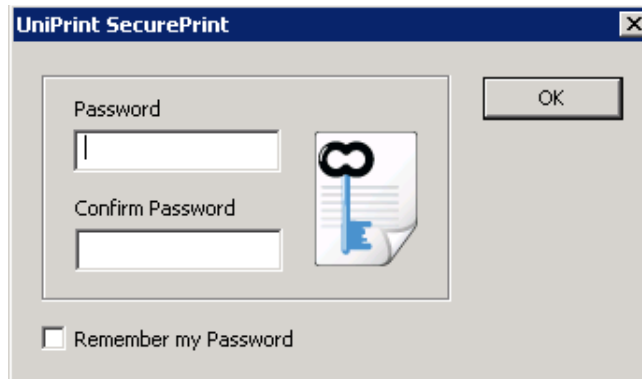 UniPrint SecurePrint
Password
OK
Confirm Password
Remember my Password